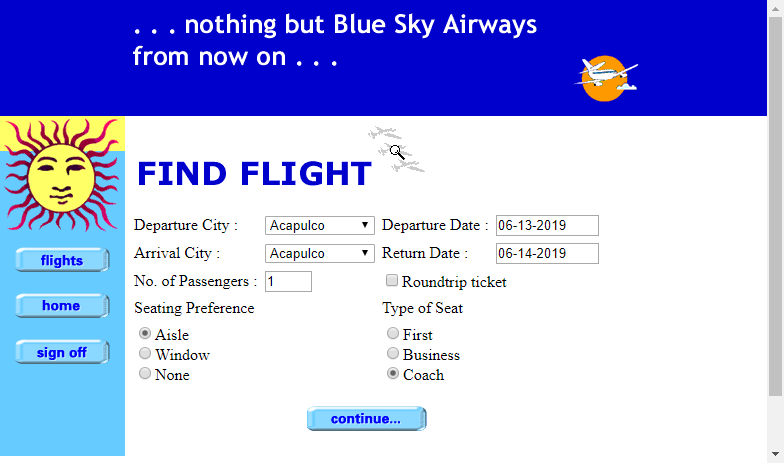 . . . nothing but Blue Sky Airways
from now on . . .
FIND FLIGHT
Departure City : Acapulco Departure Date : 06-13-2019
Arrival City : Acapulco Return Date : 06-14-2019
No. of Passengers : 1 Roundtrip ticket
Seating Preference Type of Seat
Aisle First
Window Business
None Coach
continue...
flights
home
sign off